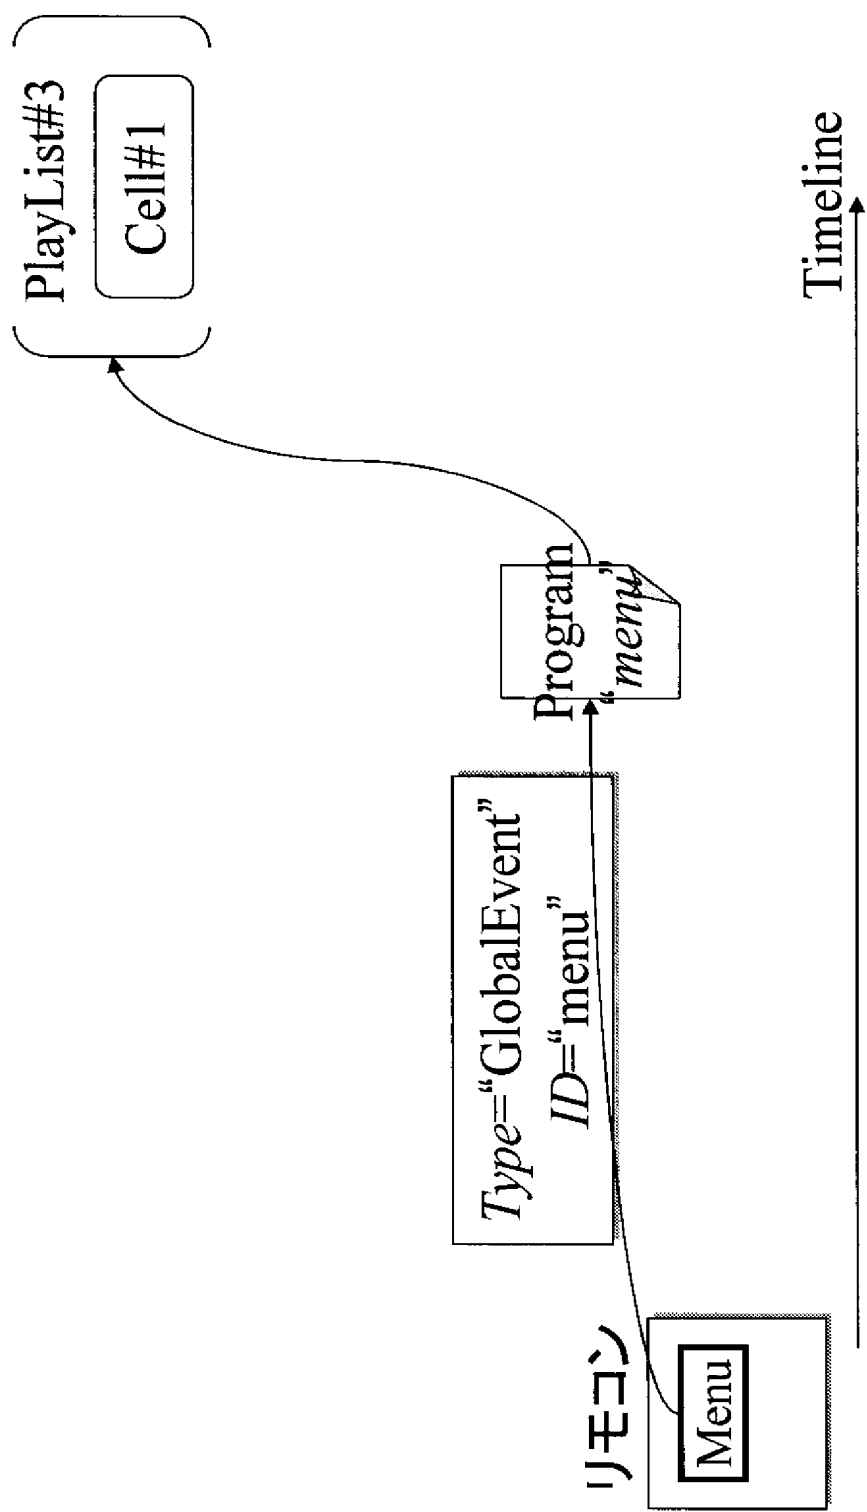 PlayList#3
Cell#1
Type=“GlobalEvent”
ID=“menu”
Program
“menu”
リモコン
Menu
Timeline